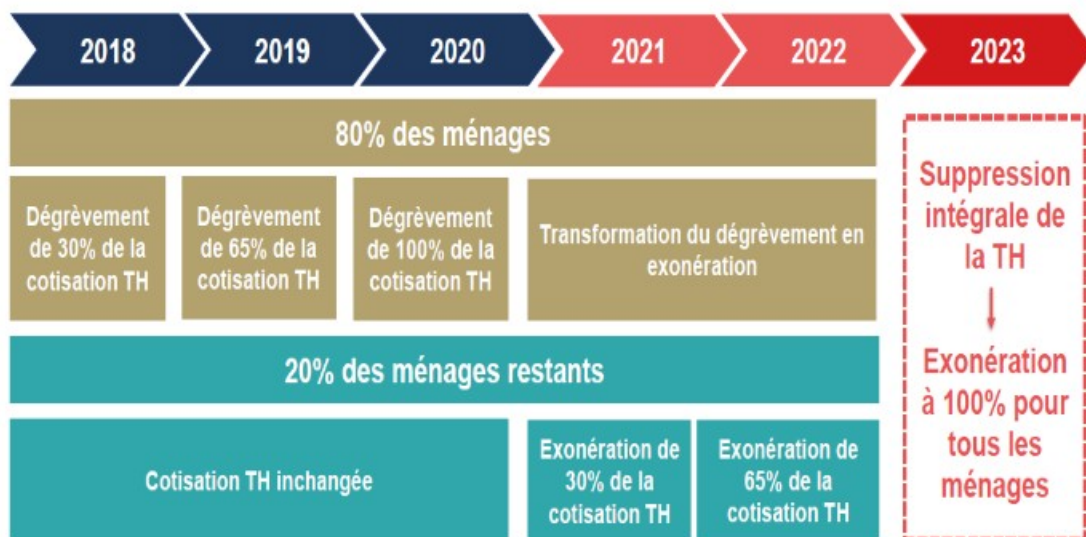 2018
2019
2020
2021
2022
2023
80% des ménages
Dégrèvement
de 30% de la
cotisation TH
Dégrèvement
de 65% de la
cotisation TH
Dégrèvement
de 100% de la
cotisation TH
Transformation du dégrèvement en
exonération
20% des ménages restants
Cotisation TH inchangée
Exonération de
30% de la
cotisation TH
Exonération de
65% de la
cotisation TH
Suppression
intégrale de
la TH
Exonération
à 100% pour
tous les
ménages